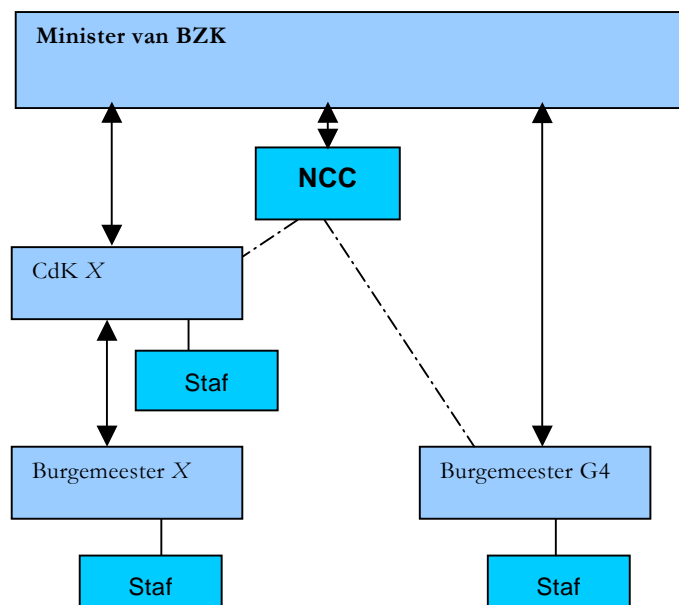 Minister van BZK
NCC
CdK X
Staf
Burgemeester X
Burgemeester G4
Staf
Staf